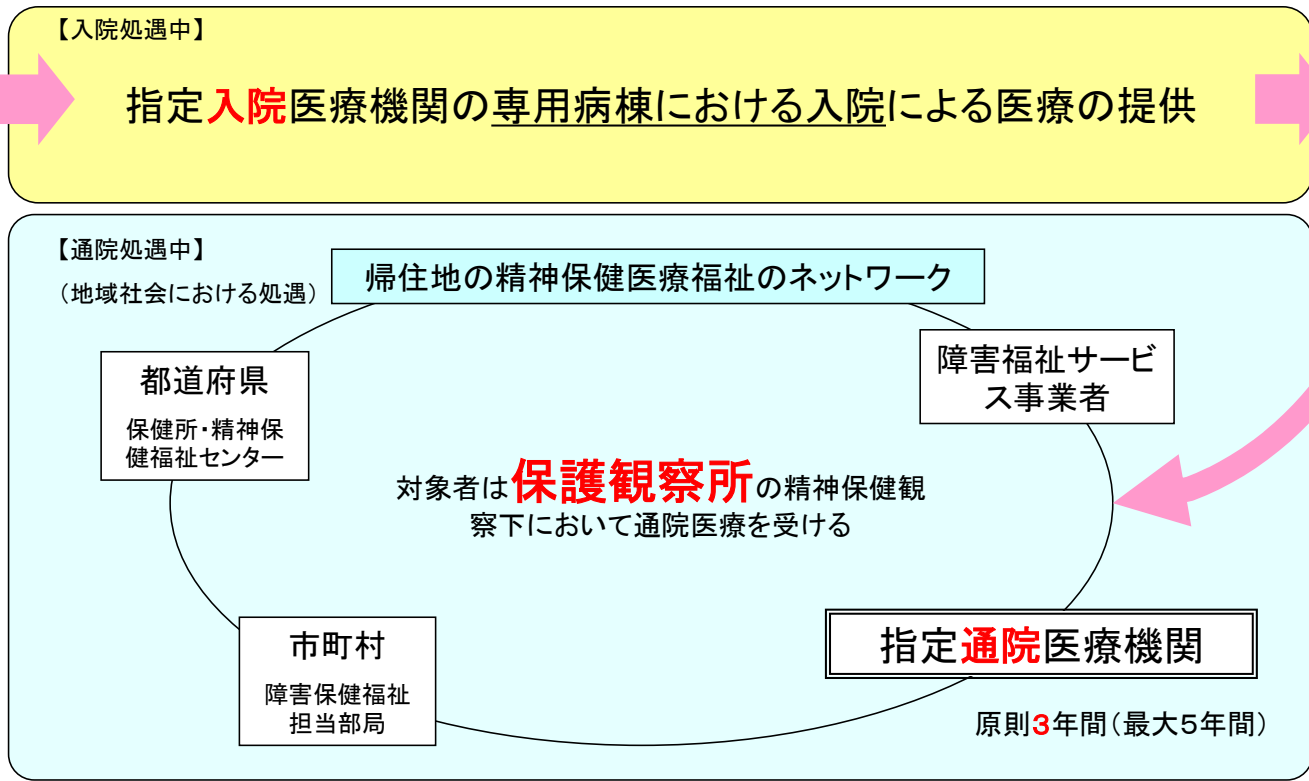 【入院処遇中】
指定入院医療機関の専用病棟における入院による医療の提供
【通院処遇中】
（地域社会における処遇）
帰住地の精神保健医療福祉のネットワーク
都道府県
保健所・精神保
健福祉センター
障害福祉サービ
ス事業者
対象者は保護観察所の精神保健観
察下において通院医療を受ける
市町村
障害保健福祉
担当部局
指定通院医療機関
原則３年間（最大５年間）